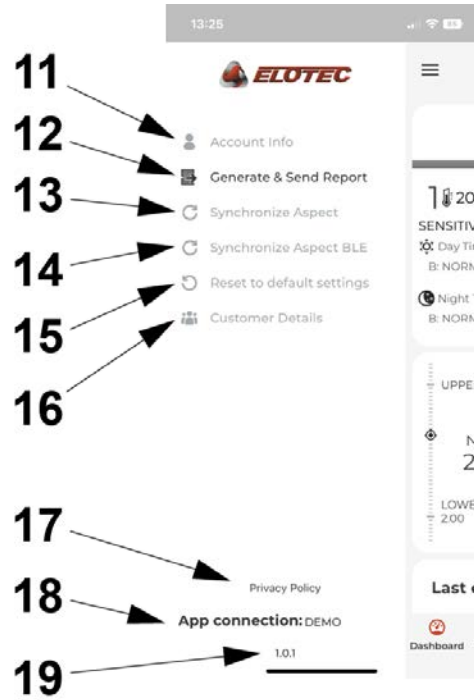 13:25
ELOTEC
11
12
13
14
15
16
17
18
19
Account Info
Generate & Send Report
Synchronize Aspect
Synchronize Aspect BLE
Reset to default settings
Customer Details
Privacy Policy
App connection: DEMO
1.0.1
20
SENSITIV
Day Ti
B: NORM
Night T
B: NORM
UPPE
N
2
LOWE
2.00
Last
Dashboard